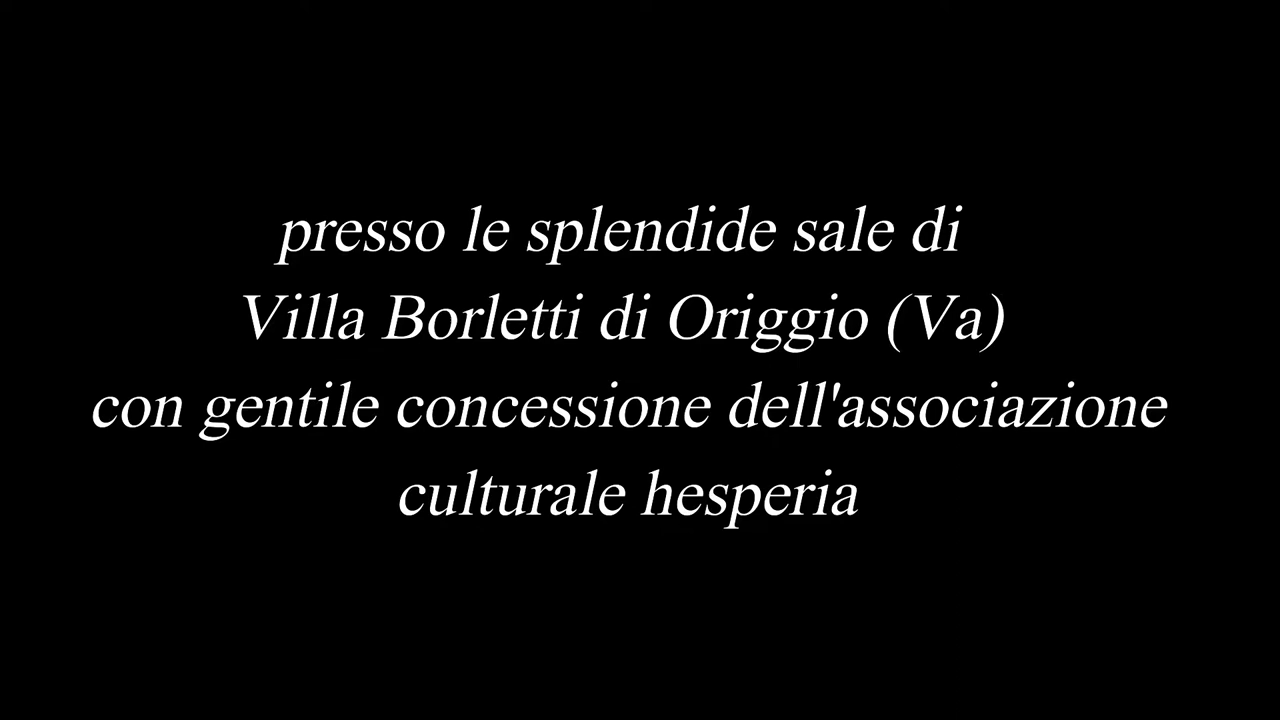 presso le splendide sale di
Villa Borletti di Origgio (Va)
con gentile concessione dell'associazione
culturale hesperia